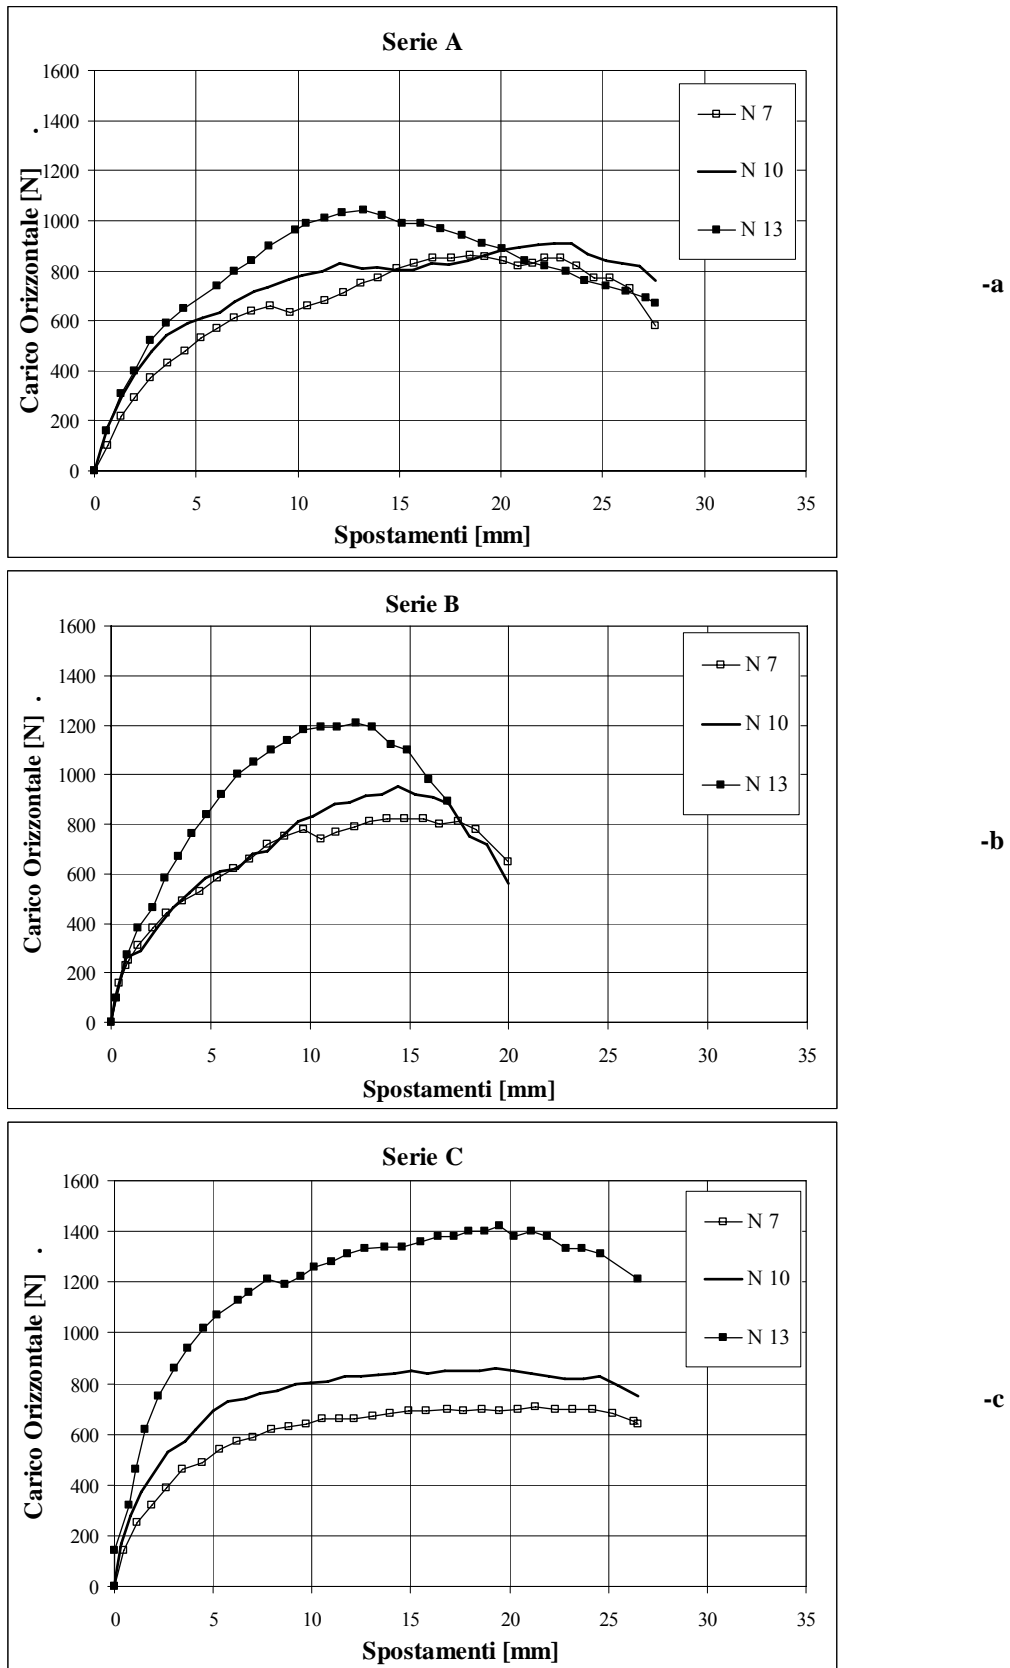 Serie A
1600
1400
1200
1000
800
600
400
200
0
0 5 10 15 20 25 30 35
Carico Orizzontale [N] .
Spostamenti [mm]
N 7
N 10
N 13
-a
Serie B
1600
1400
1200
1000
800
600
400
200
0
0 5 10 15 20 25 30 35
Carico Orizzontale [N] .
Spostamenti [mm]
N 7
N 10
N 13
-b
Serie C
1600
1400
1200
1000
800
600
400
200
0
0 5 10 15 20 25 30 35
Carico Orizzontale [N] .
Spostamenti [mm]
N 7
N 10
N 13
-c